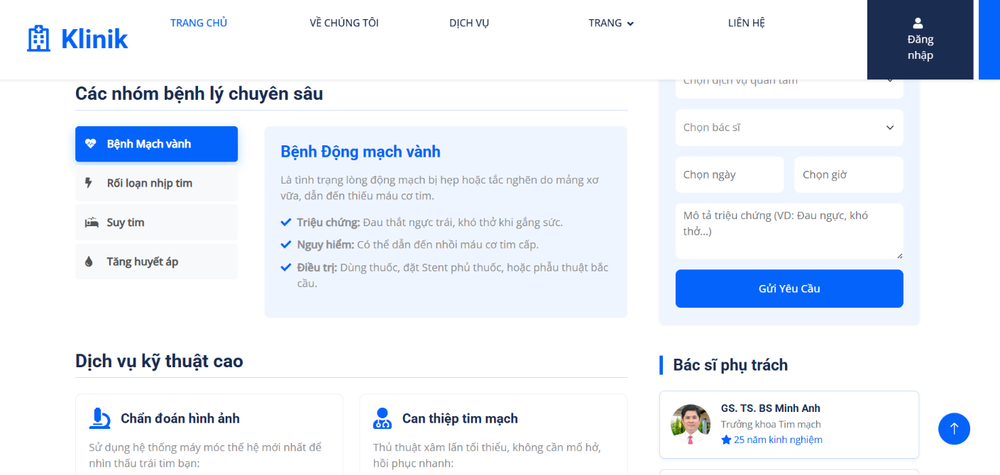 Klinik
TRANG CHỦ
VỀ CHÚNG TÔI
DỊCH VỤ
TRANG
LIÊN HỆ
Đăng
nhập
Các nhóm bệnh lý chuyên sâu
Bệnh Mạch vành
Rối loạn nhịp tim
Suy tim
Tăng huyết áp
Bệnh Động mạch vành
Là tình trạng lòng động mạch bị hẹp hoặc tắc nghẽn do mảng xơ
vữa, dẫn đến thiếu máu cơ tim.
Triệu chứng: Đau thắt ngực trái, khó thở khi gắng sức.
Nguy hiểm: Có thể dẫn đến nhồi máu cơ tim cấp.
Điều trị: Dùng thuốc, đặt Stent phủ thuốc, hoặc phẫu thuật bắc
cầu.
Chọn dịch vụ quan tâm
Chọn bác sĩ
Chọn ngày
Chọn giờ
Mô tả triệu chứng (VD: Đau ngực, khó
thở...)
Gửi Yêu Cầu
Dịch vụ kỹ thuật cao
Chẩn đoán hình ảnh
Sử dụng hệ thống máy móc thế hệ mới nhất để
nhìn thấu trái tim bạn:
Can thiệp tim mạch
Thủ thuật xâm lấn tối thiểu, không cần mổ hở,
hồi phục nhanh:
Bác sĩ phụ trách
GS. TS. BS Minh Anh
Trưởng khoa Tim mạch
25 năm kinh nghiệm